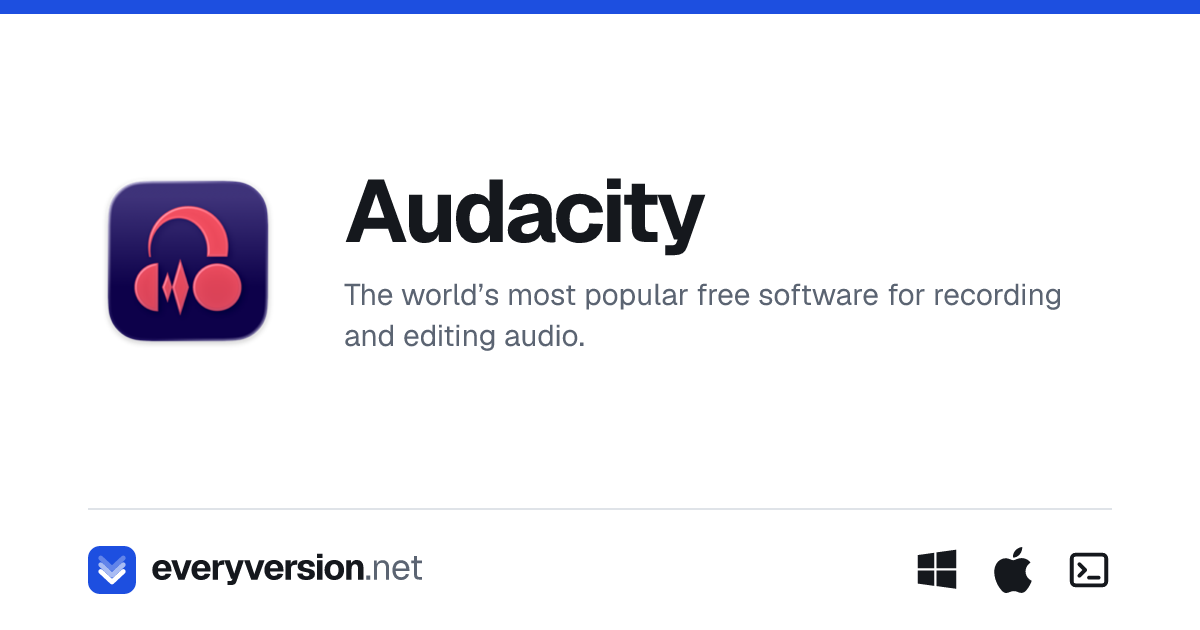 Audacity
The world’s most popular free software for recording
and editing audio.
everyversion.net